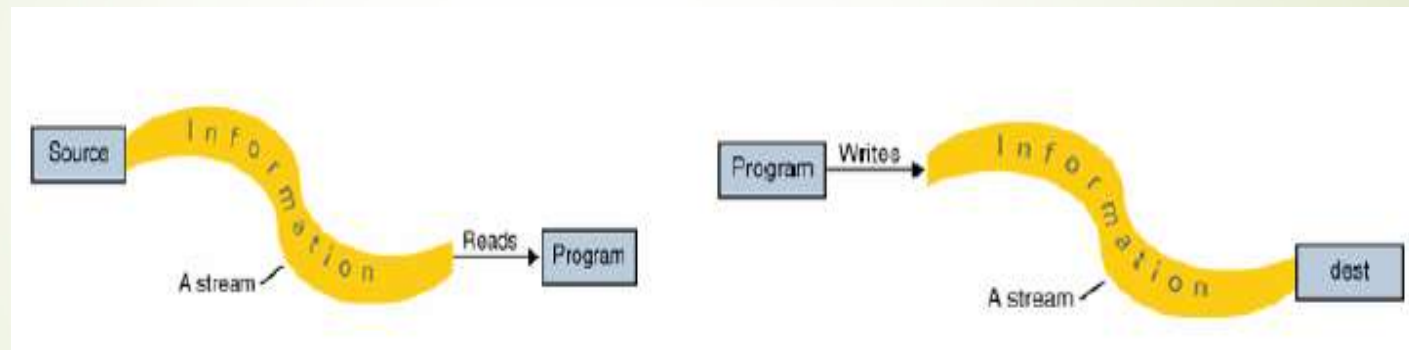 Source
Information
Reads
Program
A stream
Program
Writes
Information
dest
A stream